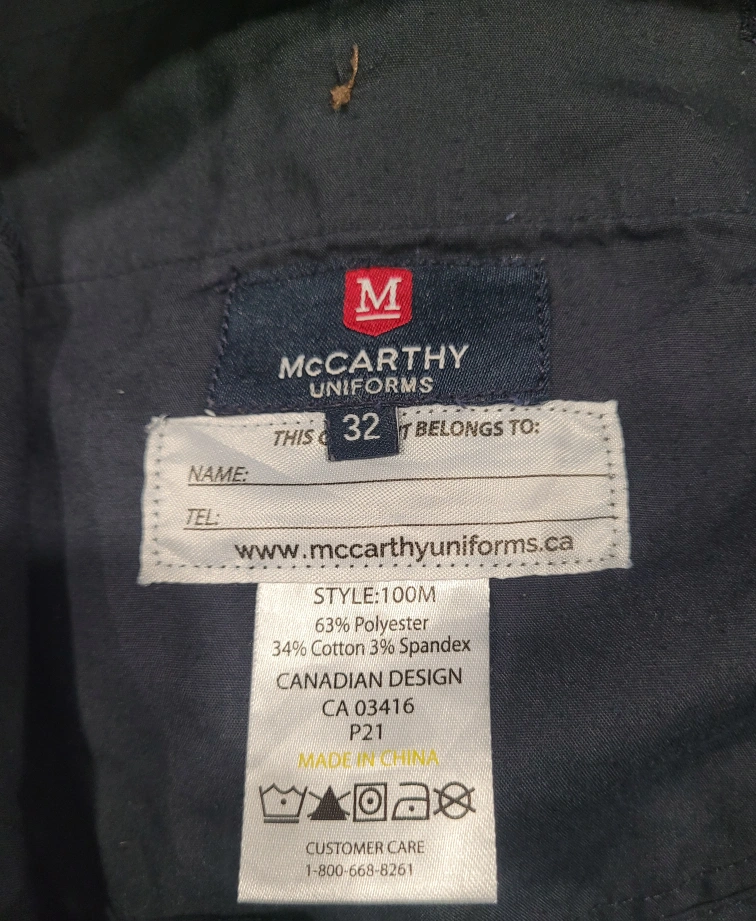 M
McCARTHY
UNIFORMS
32
THIS BELONGS TO:
NAME:
TEL:
www.mccarthyuniforms.ca
STYLE:100M
63% Polyester
34% Cotton 3% Spandex
CANADIAN DESIGN
CA 03416
P21
MADE IN CHINA
CUSTOMER CARE
1-800-668-8261